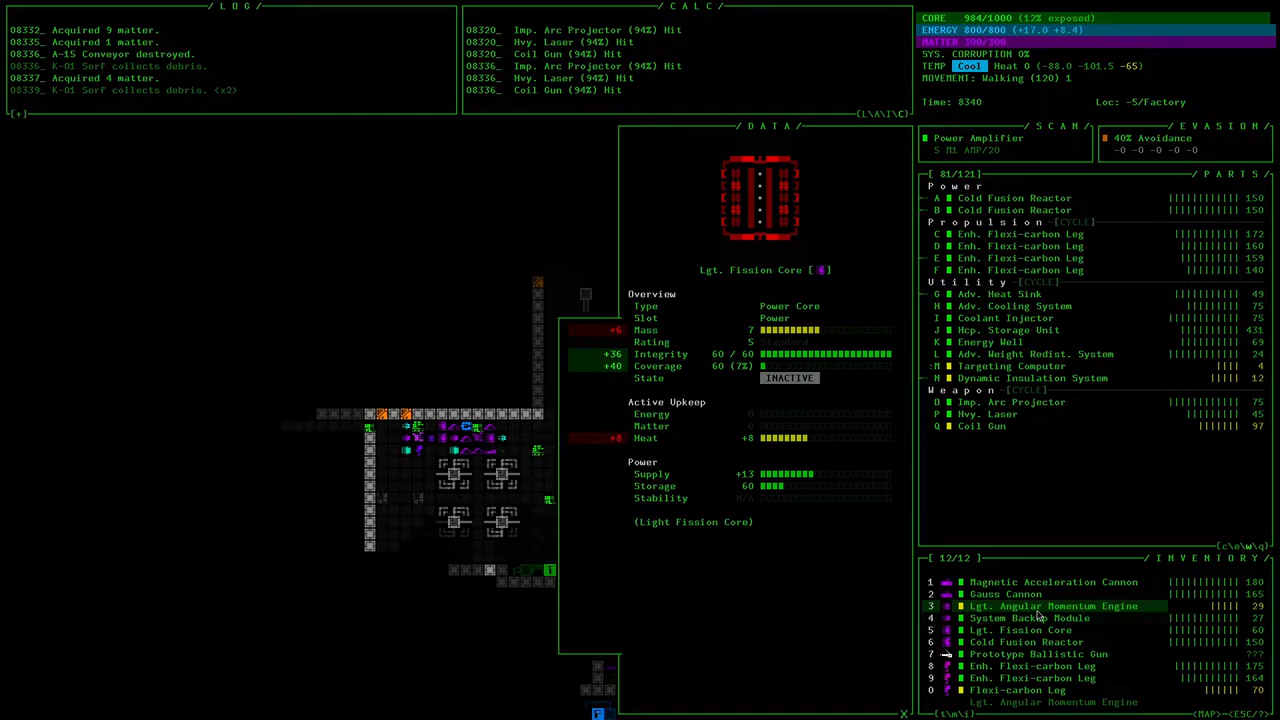 / L O G /
08332_ Acquired 9 matter.
08335_ Acquired 1 matter.
08336_ A-15 Conveyor destroyed.
08336_ K-01 Serf collects debris.
08337_ Acquired 4 matter.
08339_ K-01 Serf collects debris. <x2>
[+]
/ C A L C /
08320_ Imp. Arc Projector (94%) Hit
08320_ Hvy. Laser (94%) Hit
08320_ Coil Gun (94%) Hit
08336_ Imp. Arc Projector (94%) Hit
08336_ Hvy. Laser (94%) Hit
08336_ Coil Gun (94%) Hit
[L\A\I\C]
CORE 984/1000 (12% exposed)
ENERGY 800/800 (+17.0 +8.4)
MATTER 300/300
SYS. CORRUPTION 0%
TEMP Cool Heat 0 (-88.0 -101.5 -65)
MOVEMENT: Walking (120) 1
Time: 8340 Loc: -5/Factory
/ S C A N /
Power Amplifier
S M1 AMP/20
/ E V A S I O N /
40% Avoidance
-0 -0 -0 -0 -0
/ D A T A /
Lgt. Fission Core [ ]
Overview
Type Power Core
Slot Power
+6 Mass 7
Rating 5 Standard
+36 Integrity 60 / 60
+40 Coverage 60 (7%)
State INACTIVE
Active Upkeep
Energy -0
Matter -0
+8 Heat +8
Power
Supply +13
Storage 60
Stability N/A
(Light Fission Core)
X
[ 81/121] / P A R T S /
P o w e r
A Cold Fusion Reactor 150
B Cold Fusion Reactor 150
P r o p u l s i o n -[CYCLE]
C Enh. Flexi-carbon Leg 172
D Enh. Flexi-carbon Leg 160
E Enh. Flexi-carbon Leg 159
F Enh. Flexi-carbon Leg 140
U t i l i t y -[CYCLE]
G Adv. Heat Sink 49
H Adv. Cooling System 75
I Coolant Injector 75
J Hcp. Storage Unit 431
K Energy Well 69
L Adv. Weight Redist. System 24
:M Targeting Computer 4
N Dynamic Insulation System 12
W e a p o n -[CYCLE]
O Imp. Arc Projector 75
P Hvy. Laser 45
Q Coil Gun 97
[c\e\w\q]
[ 12/12 ] / I N V E N T O R Y /
1 Magnetic Acceleration Cannon 180
2 Gauss Cannon 165
3 Lgt. Angular Momentum Engine 29
4 System Backup Module 27
5 Lgt. Fission Core 60
6 Cold Fusion Reactor 150
7 Prototype Ballistic Gun ???
8 Enh. Flexi-carbon Leg 175
9 Enh. Flexi-carbon Leg 164
0 Flexi-carbon Leg 70
Lgt. Angular Momentum Engine
[t\m\i] <MAP>-<ESC/?>
T
F